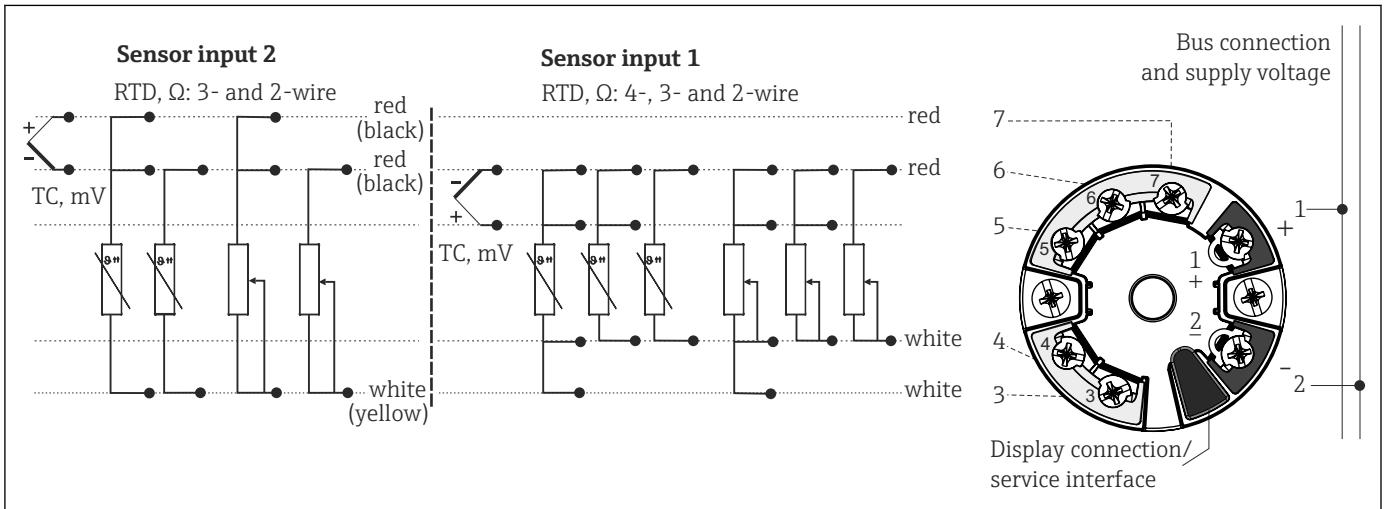 Sensor input 2
RTD, Ω: 3- and 2-wire
red
(black)
red
(black)
+
-
TC, mV
ϑ
ϑ
white
(yellow)
Sensor input 1
RTD, Ω: 4-, 3- and 2-wire
red
red
-
+
TC, mV
ϑ
ϑ
ϑ
white
white
7
6
5
4
3
7
6
5
4
3
1
+
2
-
Bus connection
and supply voltage
1
+
-
2
Display connection/
service interface